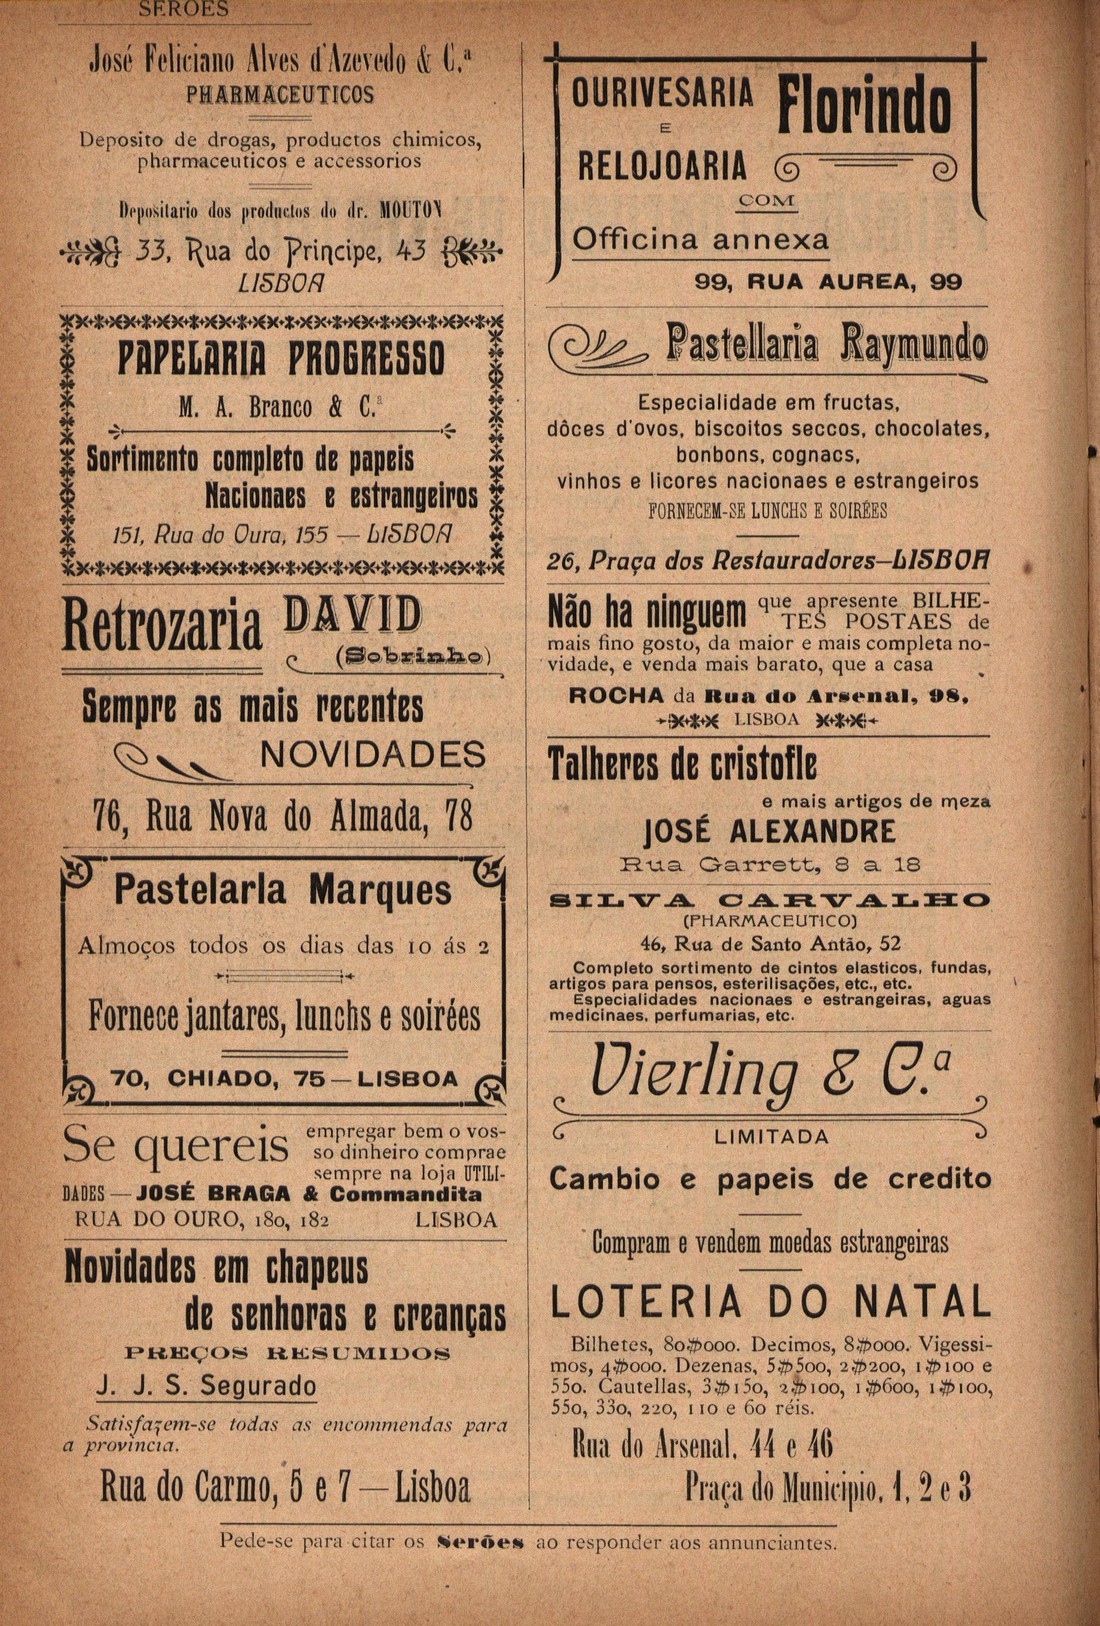 SERÕES
José Feliciano Alves d'Azevedo & C.ª
PHARMACEUTICOS
Deposito de drogas, productos chimicos,
pharmaceuticos e accessorios
Depositario dos productos do dr. MOUTON
33, Rua do Principe, 43
LISBOA
PAPELARIA PROGRESSO
M. A. Branco & C.ª
Sortimento completo de papeis
Nacionaes e estrangeiros
151, Rua do Oura, 155 — LISBOA
Retrozaria DAVID
(Sobrinho)
Sempre as mais recentes
NOVIDADES
76, Rua Nova do Almada, 78
Pastelaria Marques
Almoços todos os dias das 10 ás 2
Fornece jantares, lunchs e soirées
70, CHIADO, 75 — LISBOA
Se quereis empregar bem o vos-
so dinheiro comprae
sempre na loja UTILI-
DADES — JOSÉ BRAGA & Commandita
RUA DO OURO, 180, 182 LISBOA
Novidades em chapeus
de senhoras e creanças
PREÇOS RESUMIDOS
J. J. S. Segurado
Satisfazem-se todas as encommendas para
a provincia.
Rua do Carmo, 5 e 7 — Lisboa
OURIVESARIA Florindo
E
RELOJOARIA
COM
Officina annexa
99, RUA AUREA, 99
Pastellaria Raymundo
Especialidade em fructas,
dôces d'ovos, biscoitos seccos, chocolates,
bonbons, cognacs,
vinhos e licores nacionaes e estrangeiros
FORNECEM-SE LUNCHS E SOIRÉES
26, Praça dos Restauradores—LISBOA
Não ha ninguem que apresente BILHE-
TES POSTAES de
mais fino gosto, da maior e mais completa no-
vidade, e venda mais barato, que a casa
ROCHA da Rua do Arsenal, 98,
LISBOA
Talheres de cristofle
e mais artigos de meza
JOSÉ ALEXANDRE
Rua Garrett, 8 a 18
SILVA CARVALHO
(PHARMACEUTICO)
46, Rua de Santo Antão, 52
Completo sortimento de cintos elasticos, fundas,
artigos para pensos, esterilisações, etc., etc.
Especialidades nacionaes e estrangeiras, aguas
medicinaes, perfumarias, etc.
Vierling & C.ª
LIMITADA
Cambio e papeis de credito
Compram e vendem moedas estrangeiras
LOTERIA DO NATAL
Bilhetes, 80$000. Decimos, 8$000. Vigessi-
mos, 4$000. Dezenas, 5$500, 2$200, 1$100 e
550. Cautellas, 3$150, 2$100, 1$600, 1$100,
550, 330, 220, 110 e 60 réis.
Rua do Arsenal, 44 e 46
Praça do Municipio, 1, 2 e 3
Pede-se para citar os Serões ao responder aos annunciantes.